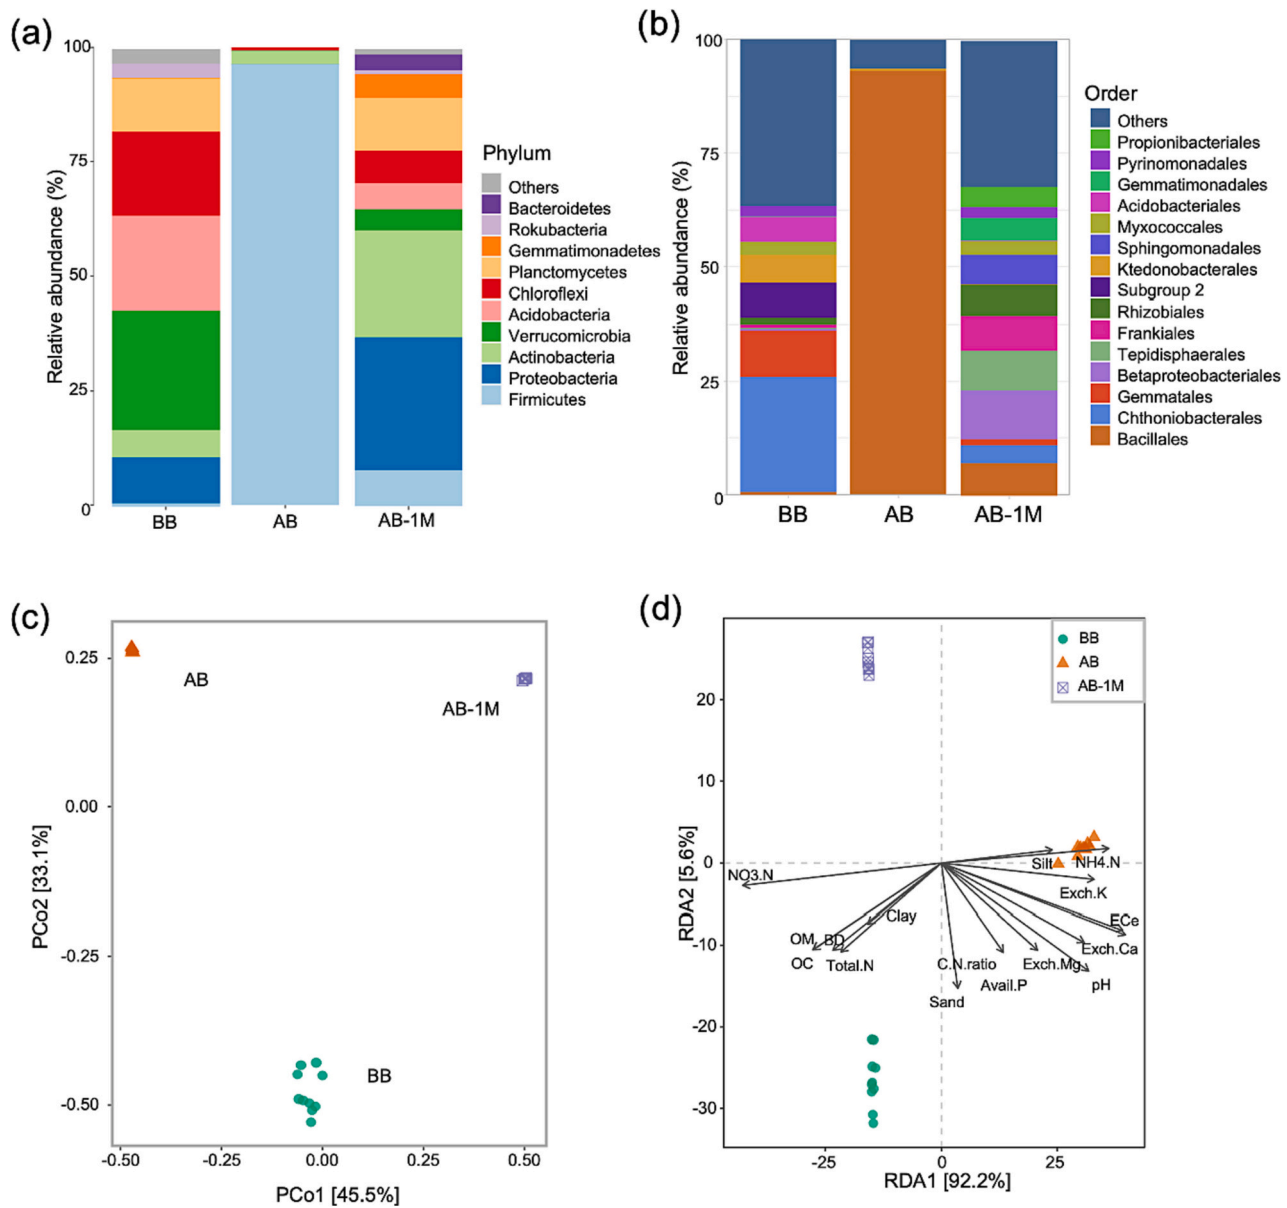 (a)
100
75
50
25
0
Relative abundance (%)
BB
AB
AB-1M
Phylum
Others
Bacteroidetes
Rokubacteria
Gemmatimonadetes
Planctomycetes
Chloroflexi
Acidobacteria
Verrucomicrobia
Actinobacteria
Proteobacteria
Firmicutes
(b)
100
75
50
25
0
Relative abundance (%)
BB
AB
AB-1M
Order
Others
Propionibacteriales
Pyrinomonadales
Gemmatimonadales
Acidobacteriales
Myxococcales
Sphingomonadales
Ktedonobacterales
Subgroup 2
Rhizobiales
Frankiales
Tepidisphaerales
Betaproteobacteriales
Gemmatales
Chthoniobacterales
Bacillales
(c)
0.25
0.00
-0.25
-0.50
PCo2 [33.1%]
AB
AB-1M
BB
-0.50
-0.25
0.00
0.25
0.50
PCo1 [45.5%]
(d)
BB
AB
AB-1M
20
10
0
-10
-20
-30
RDA2 [5.6%]
NO3.N
Silt
NH4.N
Exch.K
Clay
ECe
OM
BD
Exch.Ca
OC
Total.N
C.N.ratio
Exch.Mg
Avail.P
pH
Sand
-25
0
25
RDA1 [92.2%]